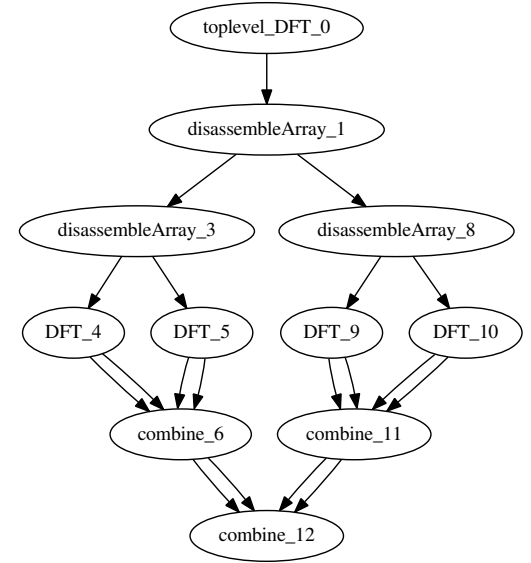 toplevel_DFT_0
disassembleArray_1
disassembleArray_3
disassembleArray_8
DFT_4
DFT_5
DFT_9
DFT_10
combine_6
combine_11
combine_12